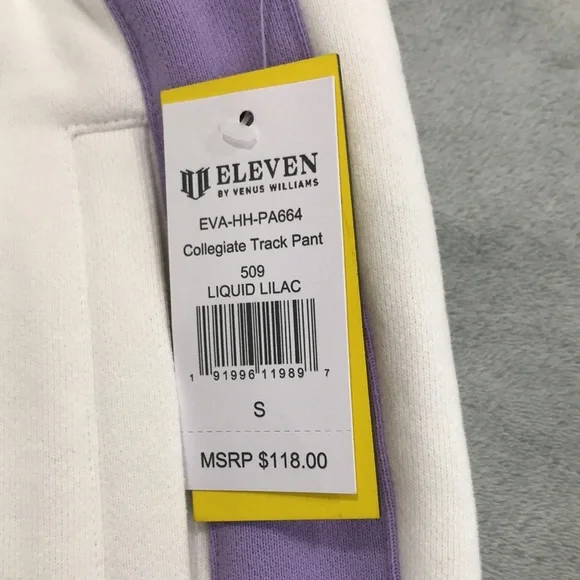 ELEVEN
BY VENUS WILLIAMS
EVA-HH-PA664
Collegiate Track Pant
509
LIQUID LILAC
1 91996 11989 7
S
MSRP $118.00